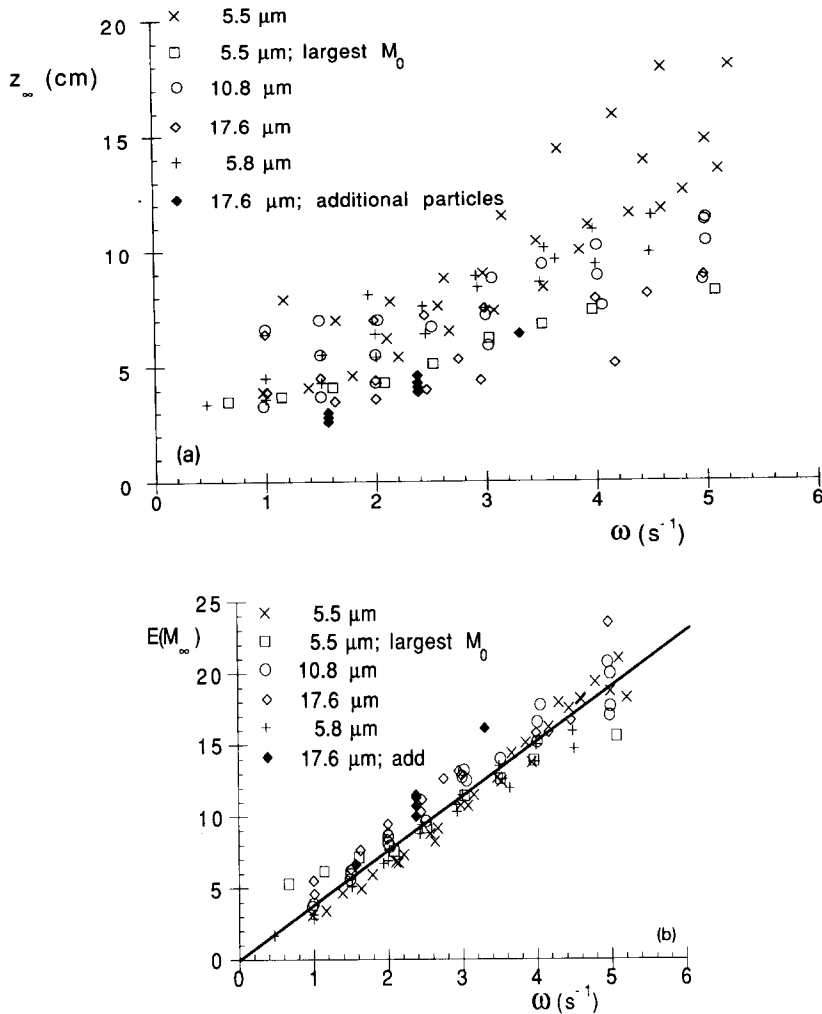 20
z∞ (cm)
15
10
5
0
× 5.5 μm
□ 5.5 μm; largest M₀
○ 10.8 μm
◇ 17.6 μm
+ 5.8 μm
◆ 17.6 μm; additional particles
(a)
0 1 2 3 4 5 6
ω (s⁻¹)
25
E(M∞)
20
15
10
5
0
× 5.5 μm
□ 5.5 μm; largest M₀
○ 10.8 μm
◇ 17.6 μm
+ 5.8 μm
◆ 17.6 μm; add
(b)
0 1 2 3 4 5 6
ω (s⁻¹)